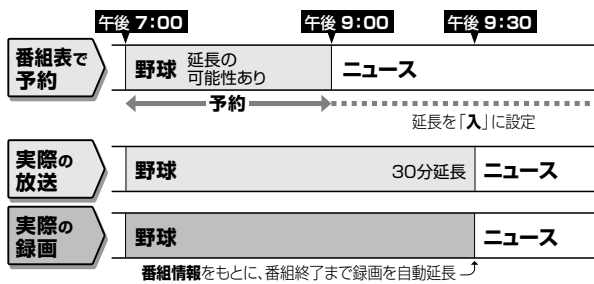 午後 7:00 午後 9:00 午後 9:30
番組表で
予約
野球 延長の
可能性あり
ニュース
予約
延長を「入」に設定
実際の
放送
野球 30分延長 ニュース
実際の
録画
野球 ニュース
番組情報をもとに、番組終了まで録画を自動延長